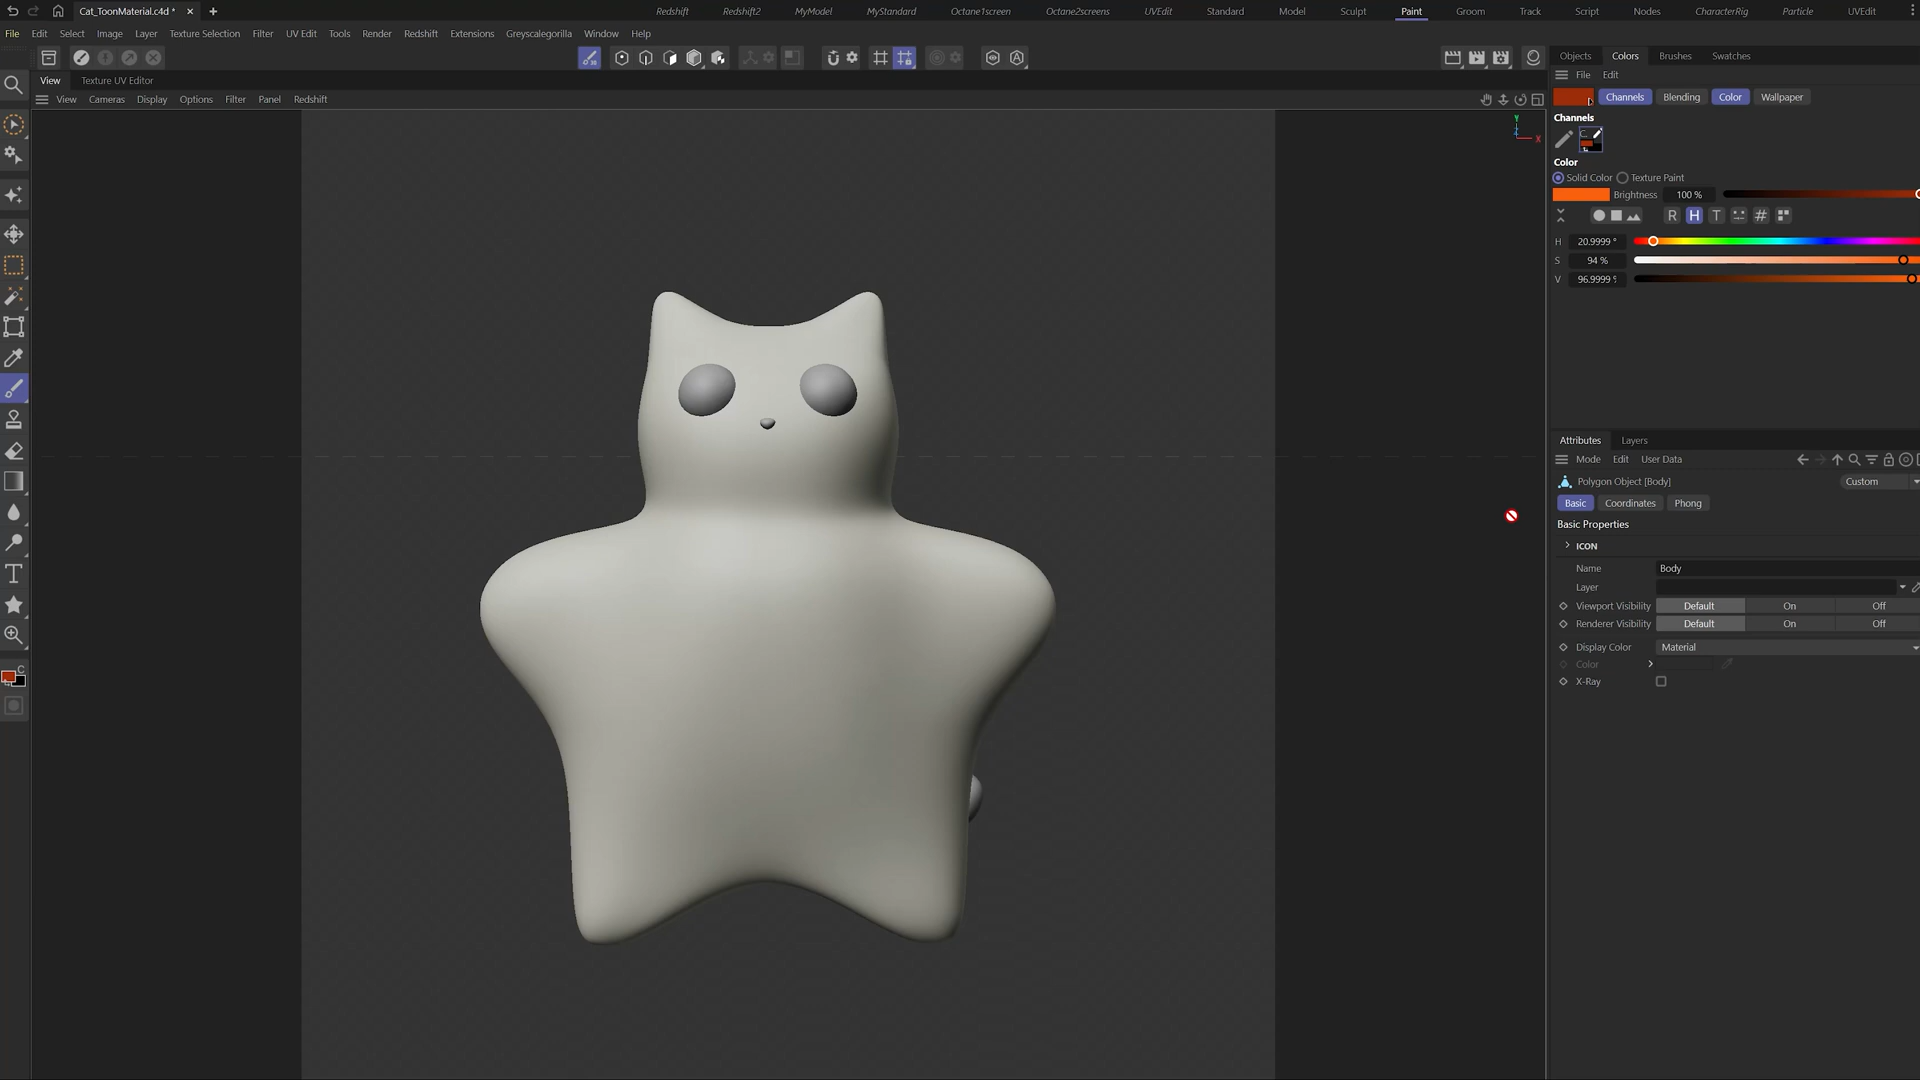 Cat_ToonMaterial.c4d * Redshift Redshift2 MyModel MyStandard Octane1screen Octane2screens UVEdit Standard Model Sculpt Paint Groom Track Script Nodes CharacterRig Particle UVEdit
File Edit Select Image Layer Texture Selection Filter UV Edit Tools Render Redshift Extensions Greyscalegorilla Window Help
Objects Colors Brushes Swatches
File Edit
View Texture UV Editor
View Cameras Display Options Filter Panel Redshift
Channels Blending Color Wallpaper
Channels
Y
Z
X
C
Color
Solid Color Texture Paint
Brightness 100 %
R H T #
H 20.9999 °
S 94 %
V 96.9999 %
Attributes Layers
Mode Edit User Data
Polygon Object [Body] Custom
Basic Coordinates Phong
Basic Properties
ICON
Name Body
Layer
Viewport Visibility Default On Off
Renderer Visibility Default On Off
Display Color Material
Color
X-Ray
C